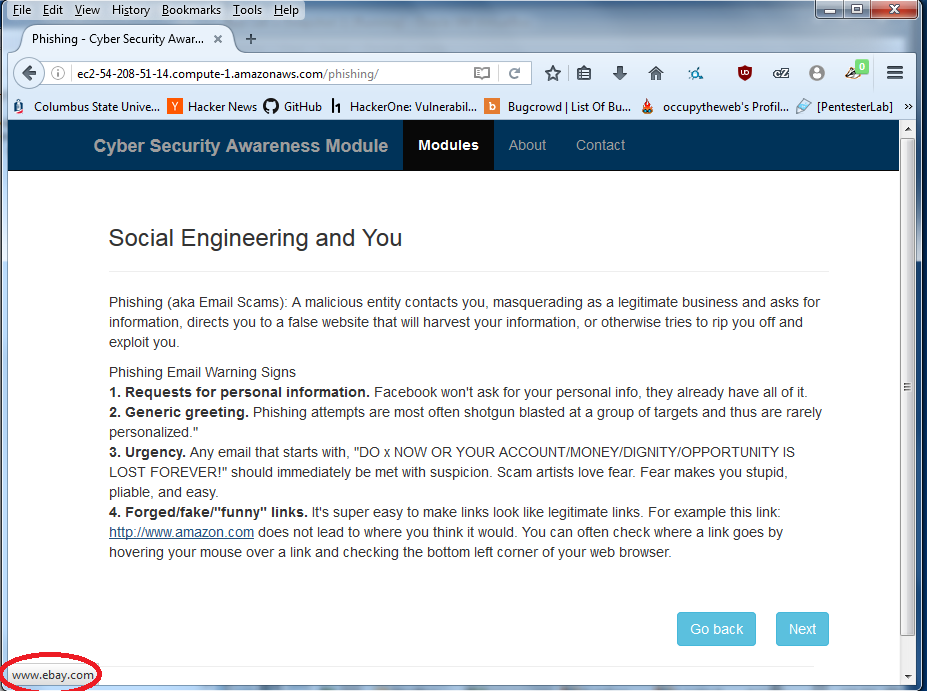 File Edit View History Bookmarks Tools Help
Phishing - Cyber Security Awar...
ec2-54-208-51-14.compute-1.amazonaws.com/phishing/
0
Columbus State Unive... Hacker News GitHub HackerOne: Vulnerabil... Bugcrowd | List Of Bu... occupytheweb's Profil... [PentesterLab] »
Cyber Security Awareness Module Modules About Contact
Social Engineering and You
Phishing (aka Email Scams): A malicious entity contacts you, masquerading as a legitimate business and asks for
information, directs you to a false website that will harvest your information, or otherwise tries to rip you off and
exploit you.
Phishing Email Warning Signs
1. Requests for personal information. Facebook won't ask for your personal info, they already have all of it.
2. Generic greeting. Phishing attempts are most often shotgun blasted at a group of targets and thus are rarely
personalized."
3. Urgency. Any email that starts with, "DO x NOW OR YOUR ACCOUNT/MONEY/DIGNITY/OPPORTUNITY IS
LOST FOREVER!" should immediately be met with suspicion. Scam artists love fear. Fear makes you stupid,
pliable, and easy.
4. Forged/fake/"funny" links. It's super easy to make links look like legitimate links. For example this link:
http://www.amazon.com does not lead to where you think it would. You can often check where a link goes by
hovering your mouse over a link and checking the bottom left corner of your web browser.
Go back Next
www.ebay.com